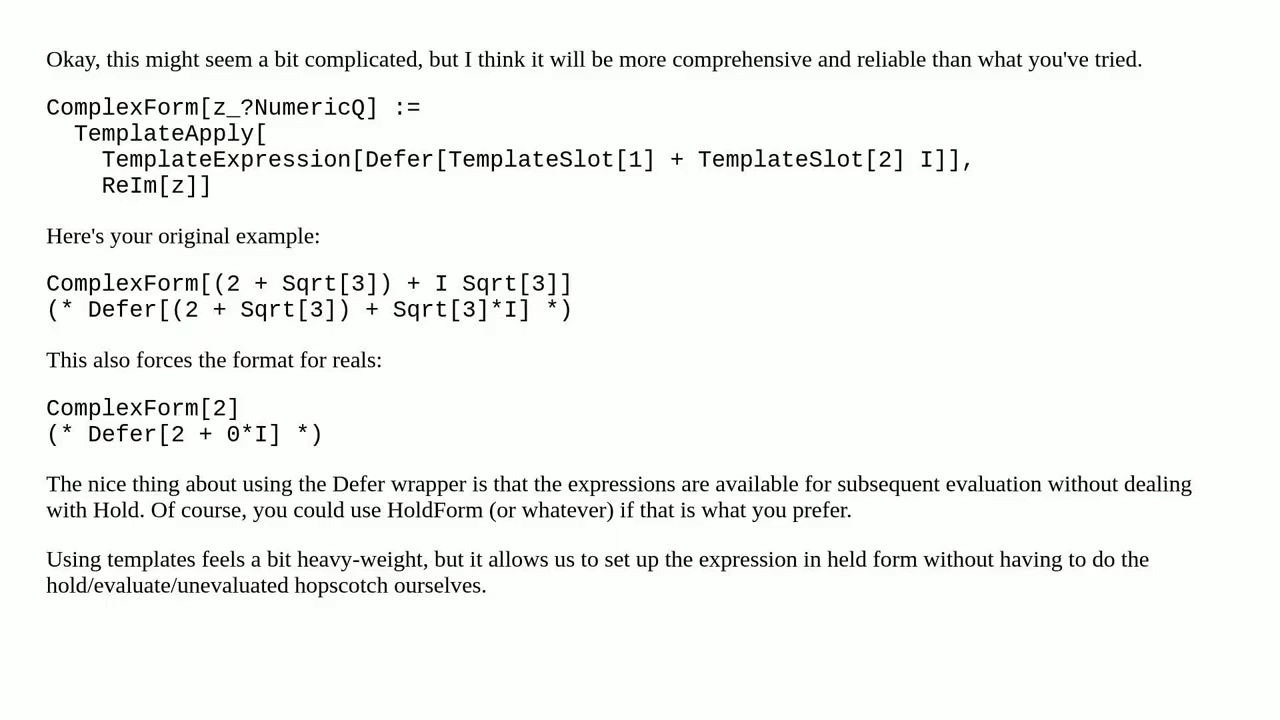 Okay, this might seem a bit complicated, but I think it will be more comprehensive and reliable than what you've tried.
ComplexForm[z_?NumericQ] :=
  TemplateApply[
    TemplateExpression[Defer[TemplateSlot[1] + TemplateSlot[2] I]],
    ReIm[z]]
Here's your original example:
ComplexForm[(2 + Sqrt[3]) + I Sqrt[3]]
(* Defer[(2 + Sqrt[3]) + Sqrt[3]*I] *)
This also forces the format for reals:
ComplexForm[2]
(* Defer[2 + 0*I] *)
The nice thing about using the Defer wrapper is that the expressions are available for subsequent evaluation without dealing
with Hold. Of course, you could use HoldForm (or whatever) if that is what you prefer.
Using templates feels a bit heavy-weight, but it allows us to set up the expression in held form without having to do the
hold/evaluate/unevaluated hopscotch ourselves.